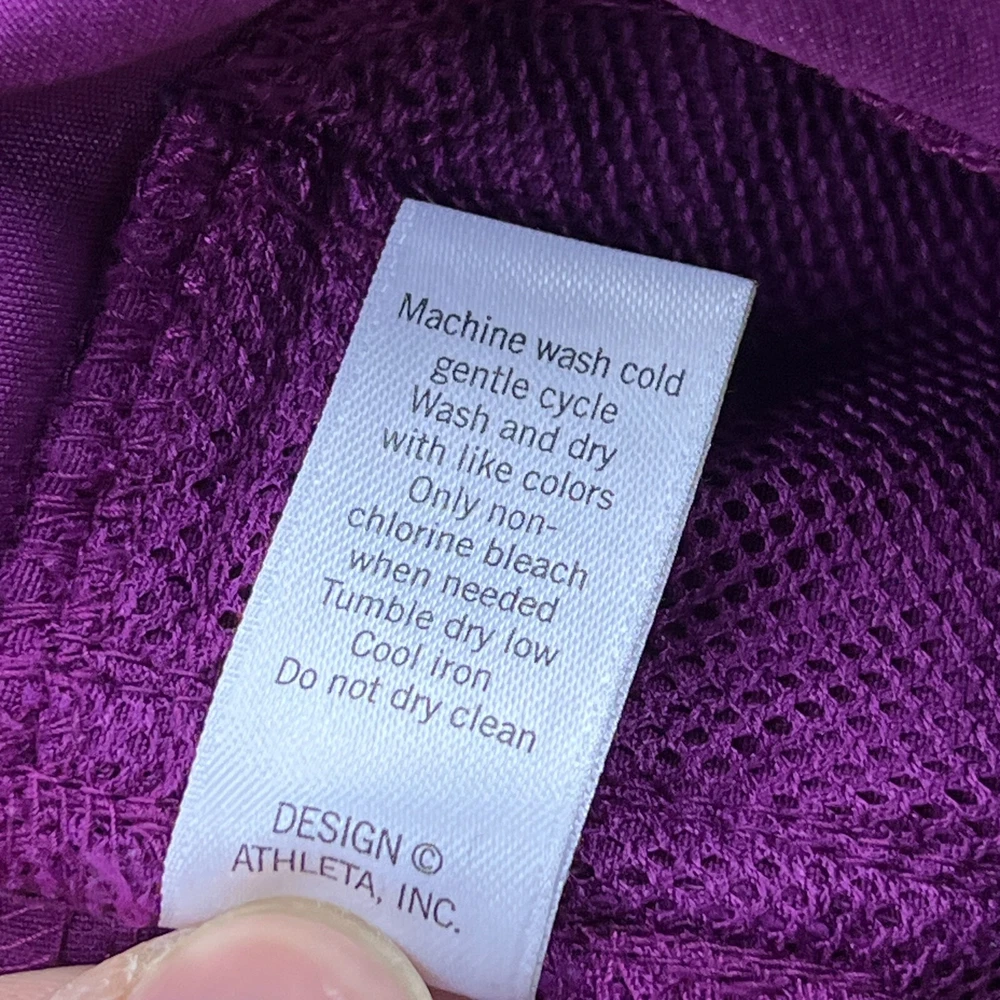 Machine wash cold
gentle cycle
Wash and dry
with like colors
Only non-
chlorine bleach
when needed
Tumble dry low
Cool iron
Do not dry clean
DESIGN ©
ATHLETA, INC.